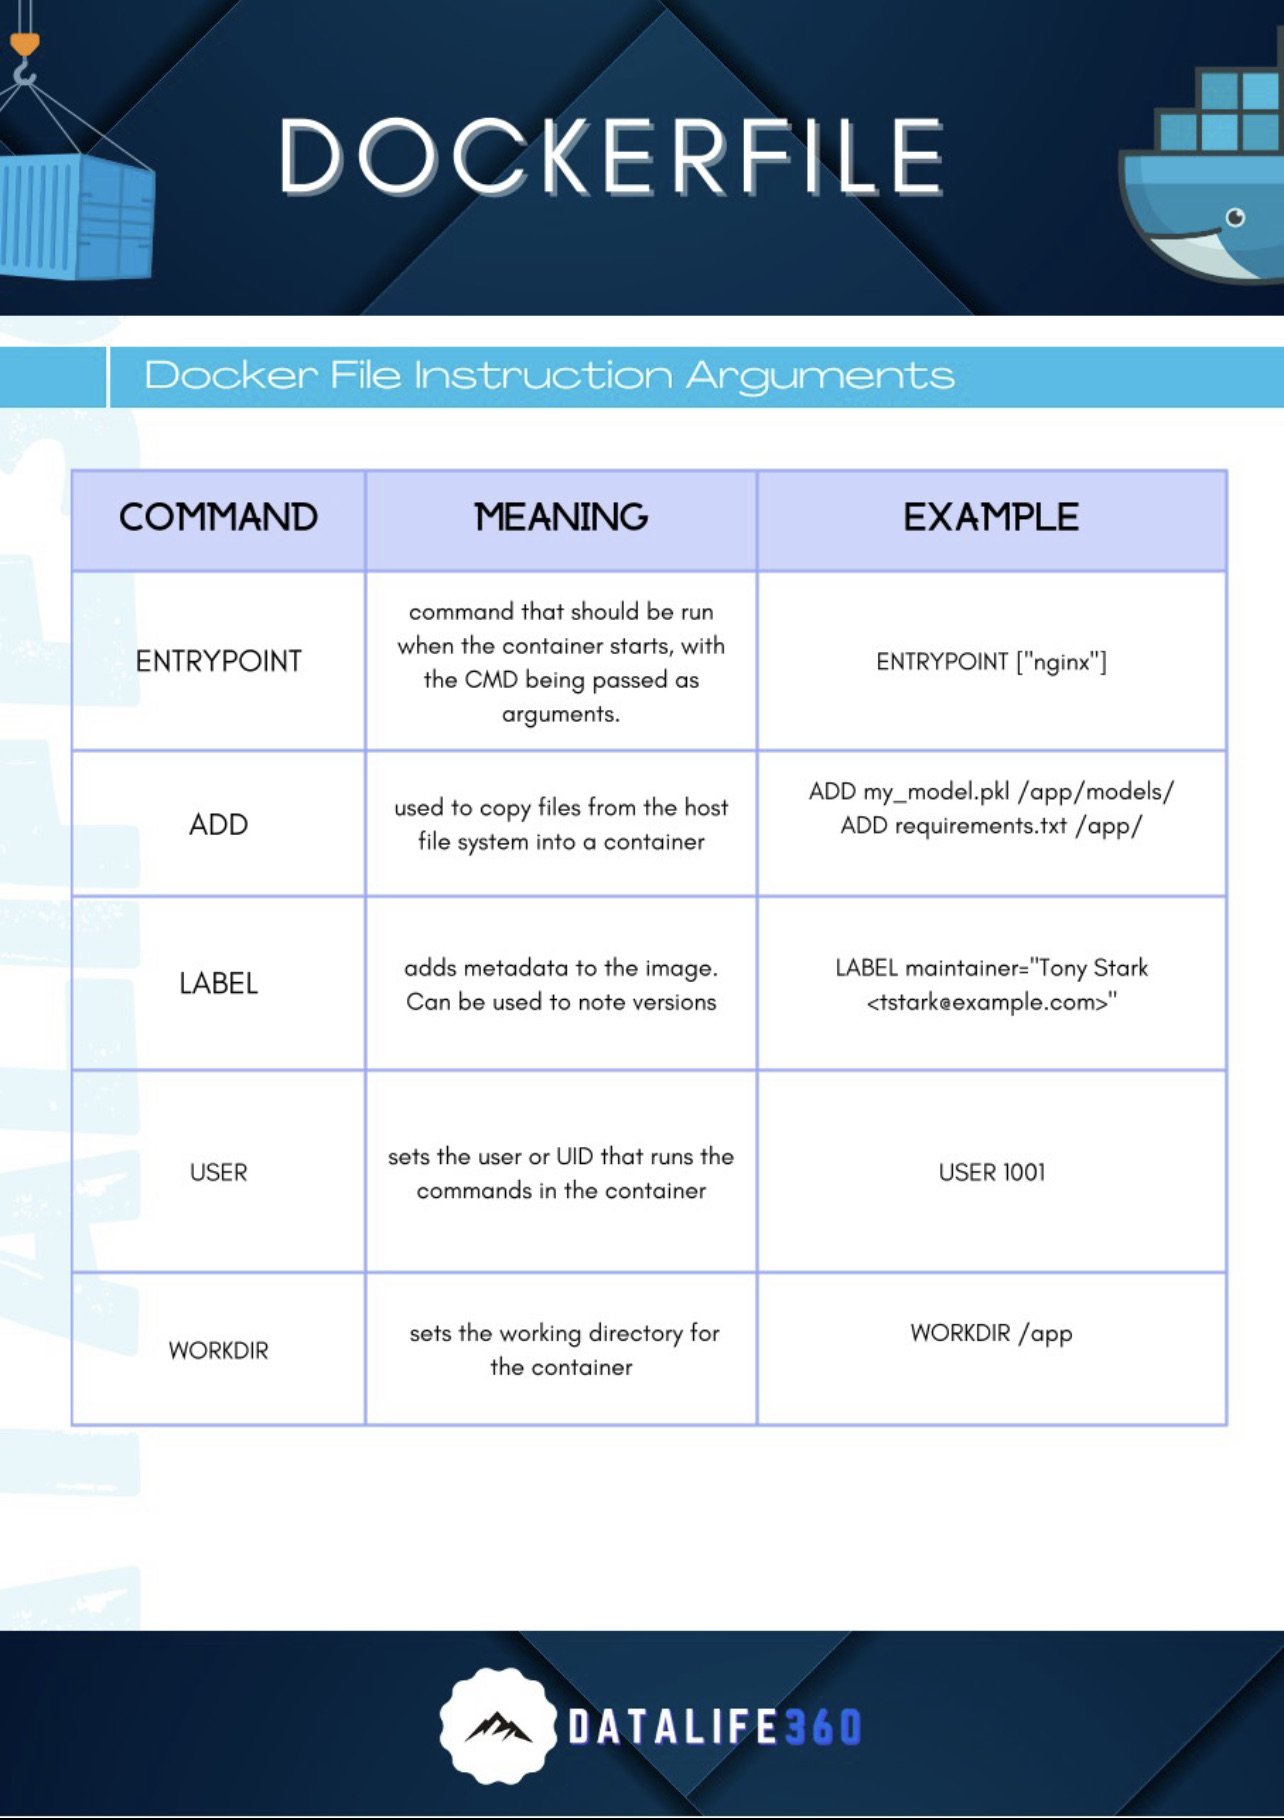 DOCKERFILE
Docker File Instruction Arguments
COMMAND
MEANING
EXAMPLE
ENTRYPOINT
command that should be run
when the container starts, with
the CMD being passed as
arguments.
ENTRYPOINT ["nginx"]
ADD
used to copy files from the host
file system into a container
ADD my_model.pkl /app/models/
ADD requirements.txt /app/
LABEL
adds metadata to the image.
Can be used to note versions
LABEL maintainer="Tony Stark
<tstark@example.com>"
USER
sets the user or UID that runs the
commands in the container
USER 1001
WORKDIR
sets the working directory for
the container
WORKDIR /app
DATALIFE360